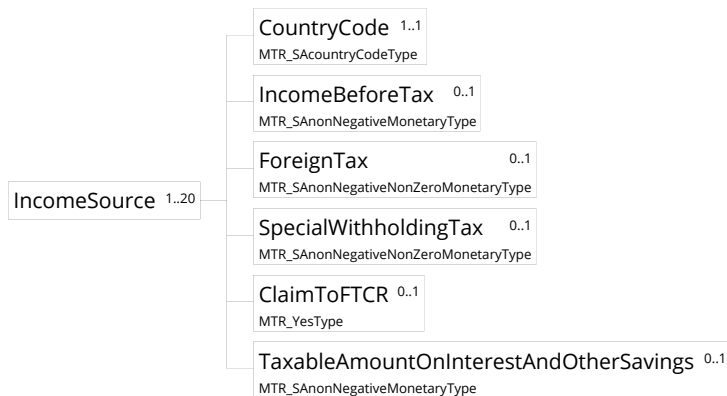 CountryCode 1..1
MTR_SAcountryCodeType
IncomeBeforeTax 0..1
MTR_SAnonNegativeMonetaryType
ForeignTax 0..1
MTR_SAnonNegativeNonZeroMonetaryType
IncomeSource 1..20
SpecialWithholdingTax 0..1
MTR_SAnonNegativeNonZeroMonetaryType
ClaimToFTCR 0..1
MTR_YesType
TaxableAmountOnInterestAndOtherSavings 0..1
MTR_SAnonNegativeMonetaryType